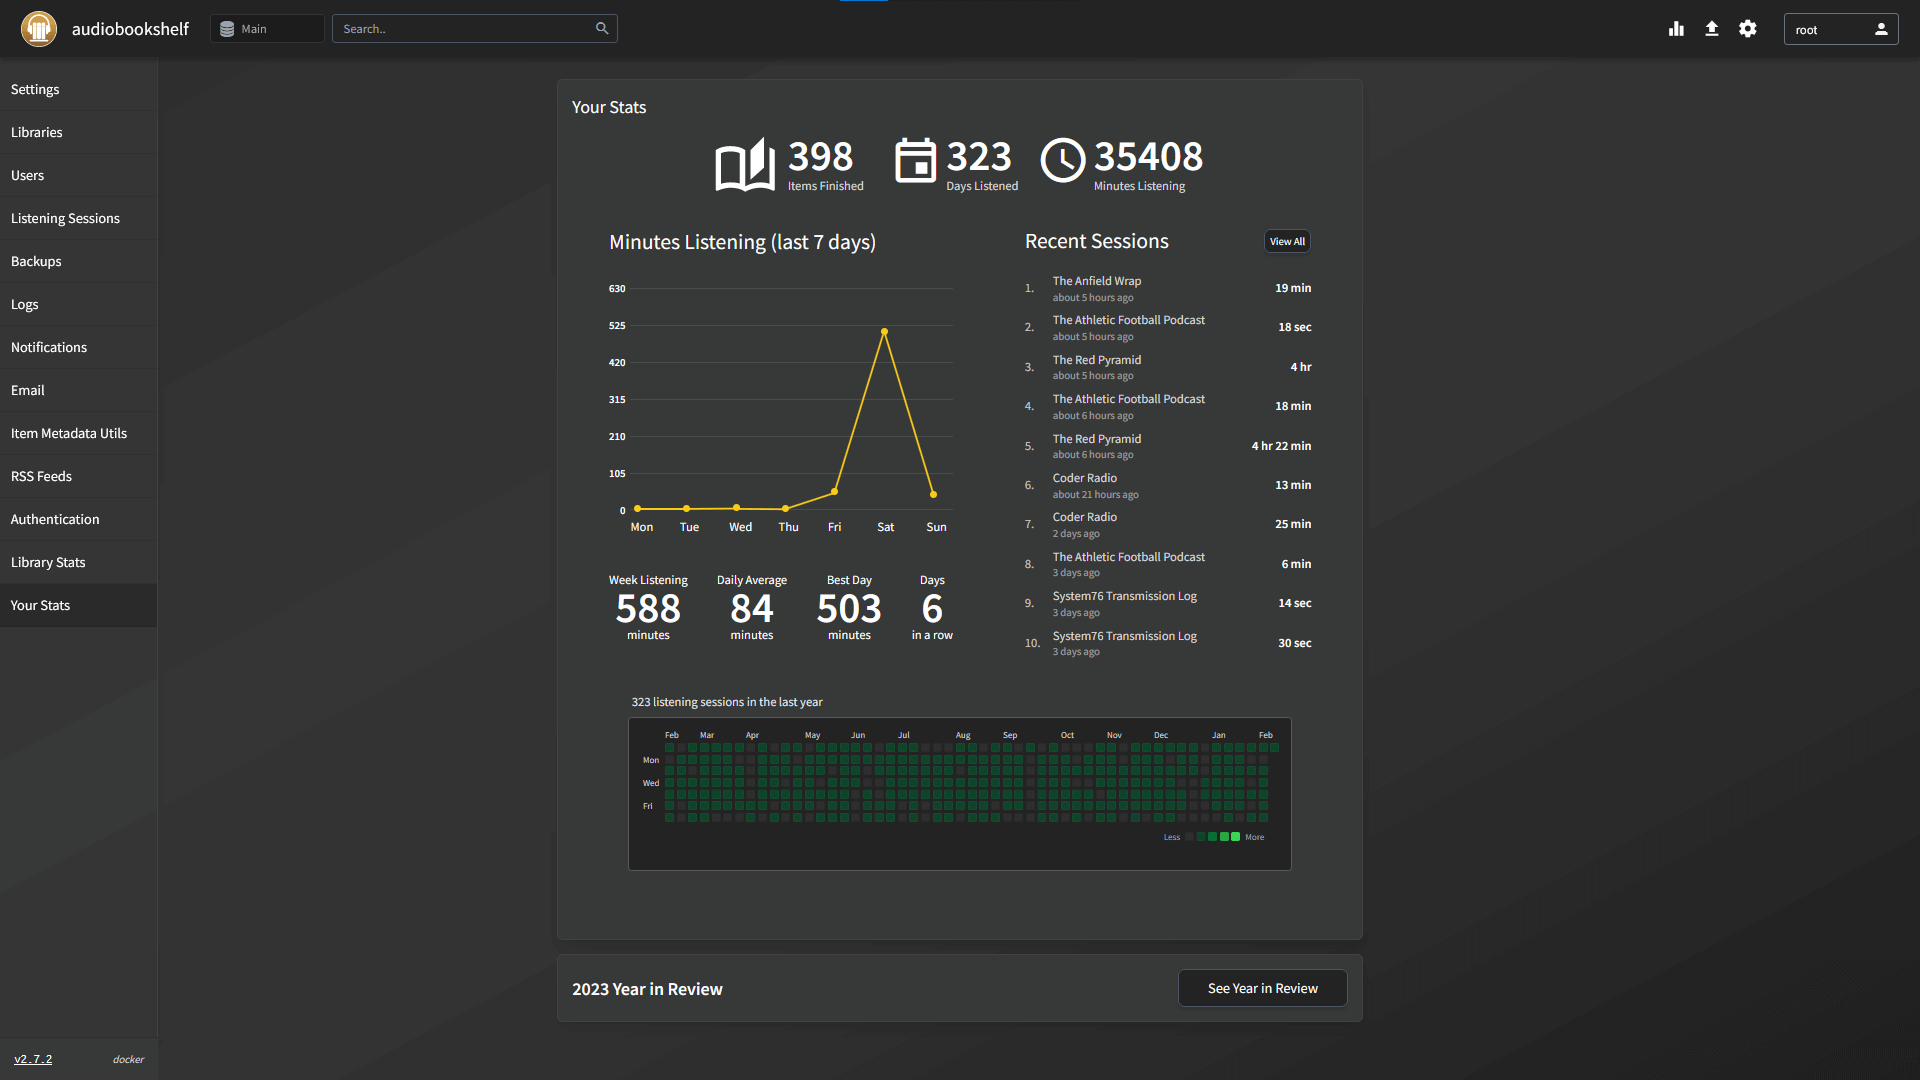 audiobookshelf
Main
Search..
root
Settings
Libraries
Users
Listening Sessions
Backups
Logs
Notifications
Email
Item Metadata Utils
RSS Feeds
Authentication
Library Stats
Your Stats
v2.7.2
docker
Your Stats
398
Items Finished
323
Days Listened
35408
Minutes Listening
Minutes Listening (last 7 days)
630
525
420
315
210
105
0
Mon Tue Wed Thu Fri Sat Sun
Week Listening
588
minutes
Daily Average
84
minutes
Best Day
503
minutes
Days
6
in a row
Recent Sessions
View All
1. The Anfield Wrap 19 min
about 5 hours ago
2. The Athletic Football Podcast 18 sec
about 5 hours ago
3. The Red Pyramid 4 hr
about 5 hours ago
4. The Athletic Football Podcast 18 min
about 6 hours ago
5. The Red Pyramid 4 hr 22 min
about 6 hours ago
6. Coder Radio 13 min
about 21 hours ago
7. Coder Radio 25 min
2 days ago
8. The Athletic Football Podcast 6 min
3 days ago
9. System76 Transmission Log 14 sec
3 days ago
10. System76 Transmission Log 30 sec
3 days ago
323 listening sessions in the last year
Feb Mar Apr May Jun Jul Aug Sep Oct Nov Dec Jan Feb
Mon
Wed
Fri
Less More
2023 Year in Review
See Year in Review